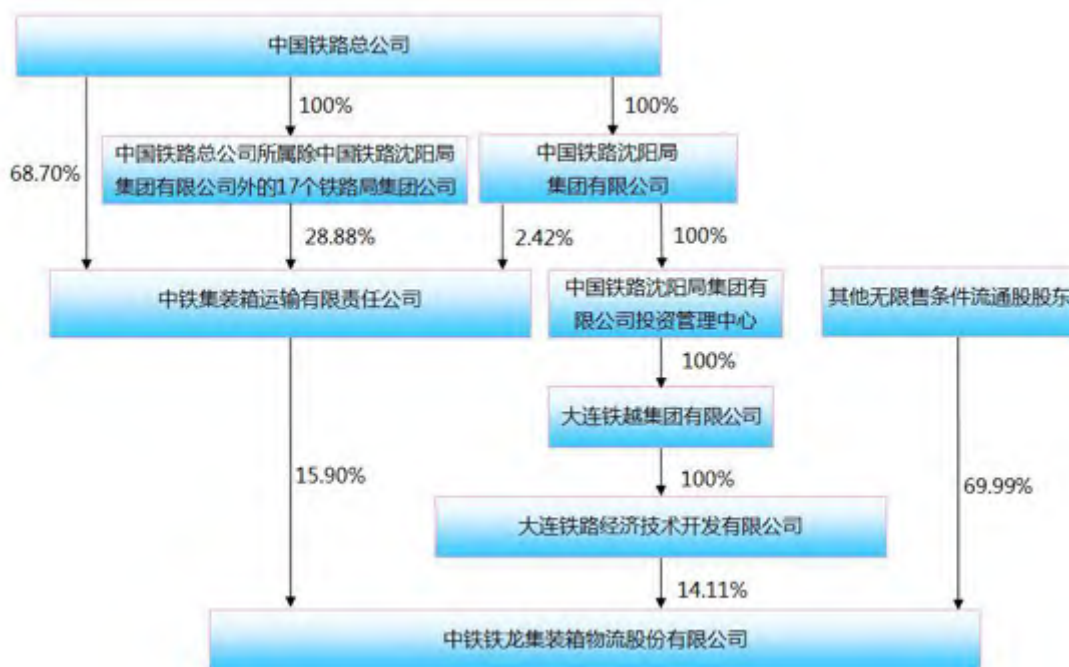 中国铁路总公司
100%
100%
68.70%
中国铁路总公司所属除中国铁路沈阳局
集团有限公司外的17个铁路局集团公司
中国铁路沈阳局
集团有限公司
28.88%
2.42%
100%
中铁集装箱运输有限责任公司
中国铁路沈阳局集团有
限公司投资管理中心
其他无限售条件流通股股东
100%
大连铁越集团有限公司
15.90%
100%
69.99%
大连铁路经济技术开发有限公司
14.11%
中铁铁龙集装箱物流股份有限公司